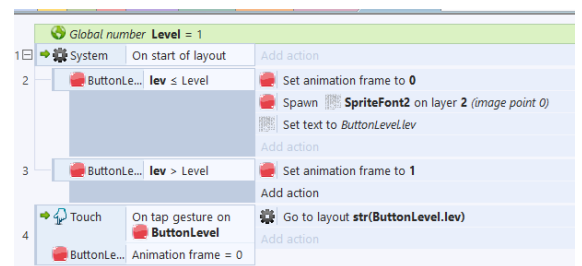 Global number Level = 1
1 System On start of layout Add action
2 ButtonLe... lev ≤ Level Set animation frame to 0
Spawn SpriteFont2 on layer 2 (image point 0)
Set text to ButtonLevel.lev
Add action
3 ButtonLe... lev > Level Set animation frame to 1
Add action
4 Touch On tap gesture on ButtonLevel Go to layout str(ButtonLevel.lev)
Add action
ButtonLe... Animation frame = 0